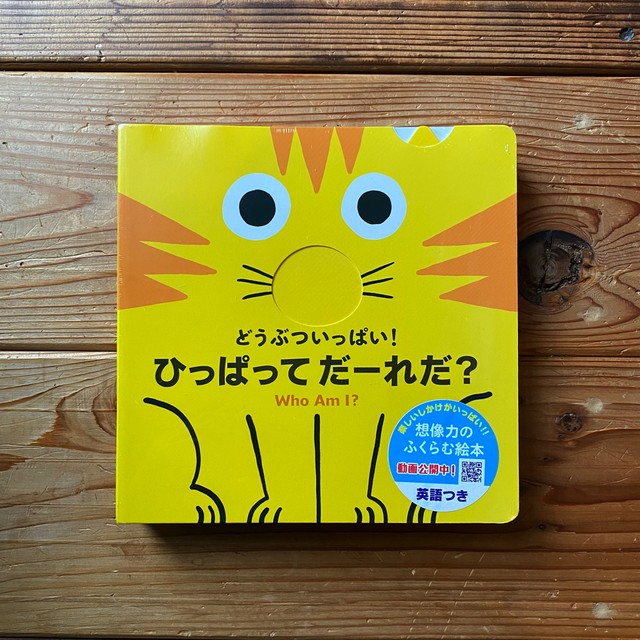 どうぶついっぱい!
ひっぱって だーれだ?
Who Am I?
楽しいしかけがいっぱい!!
想像力の
ふくらむ絵本
動画公開中!
英語つき